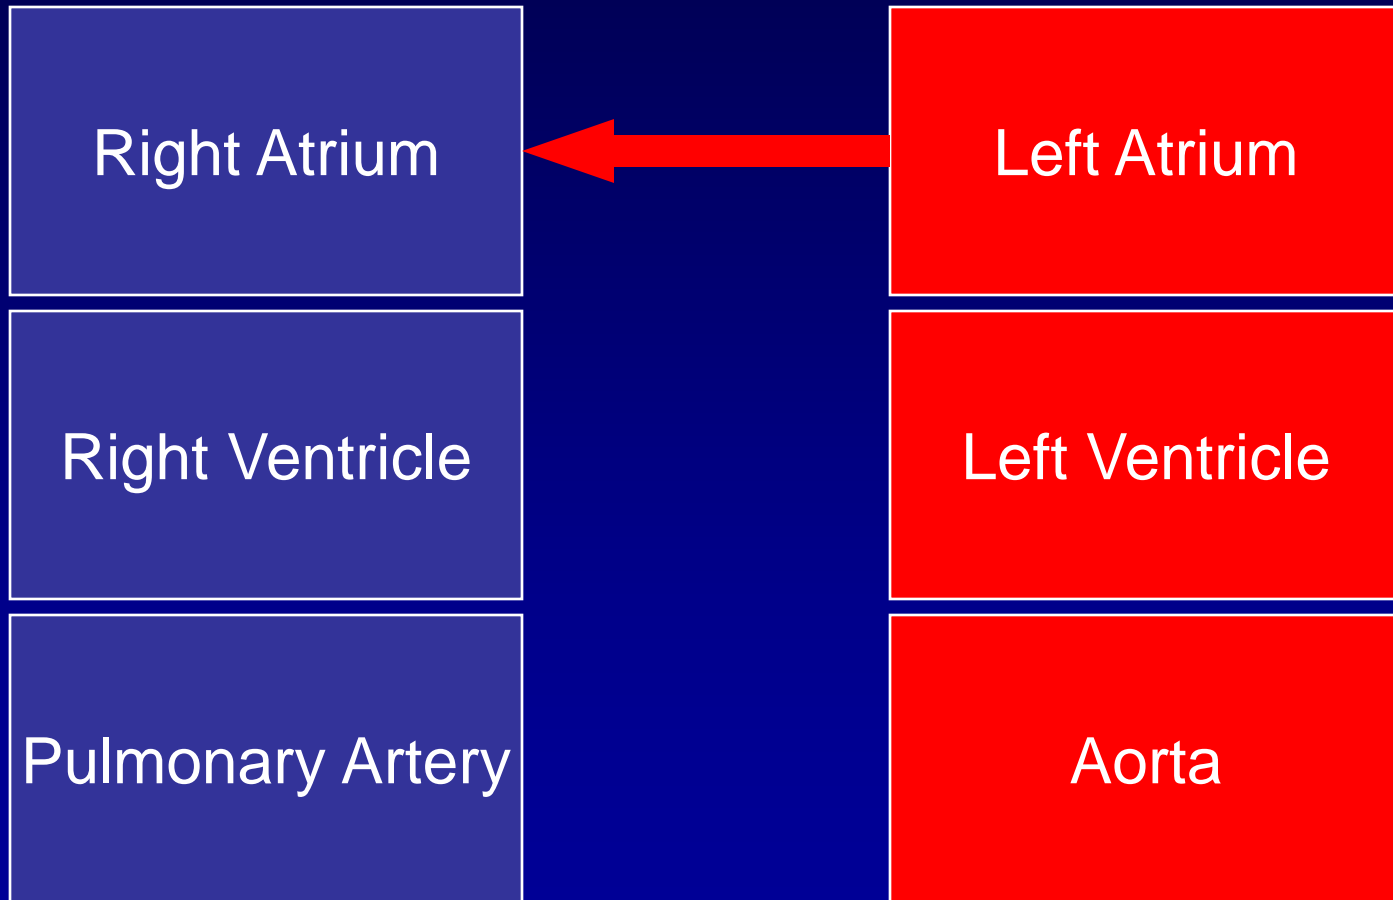 Right Atrium
Left Atrium
Right Ventricle
Left Ventricle
Pulmonary Artery
Aorta